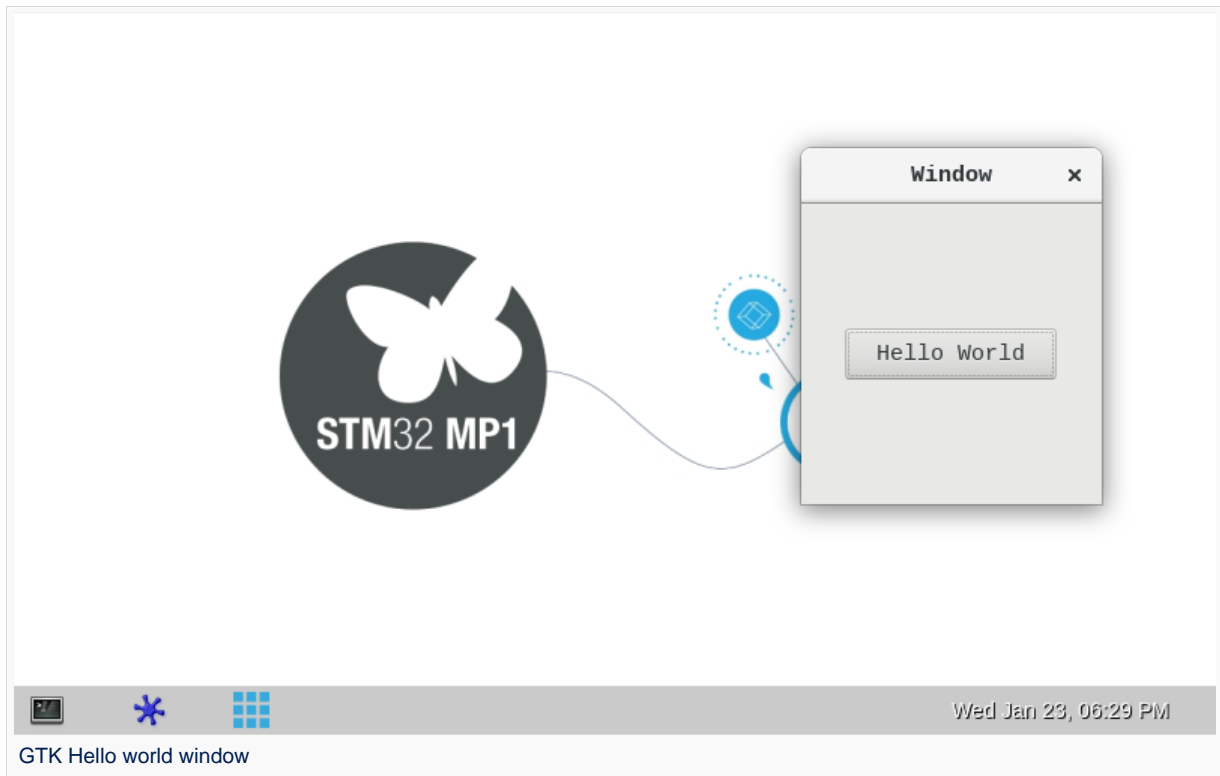 Window ×
Hello World
STM32 MP1
Wed Jan 23, 06:29 PM
GTK Hello world window